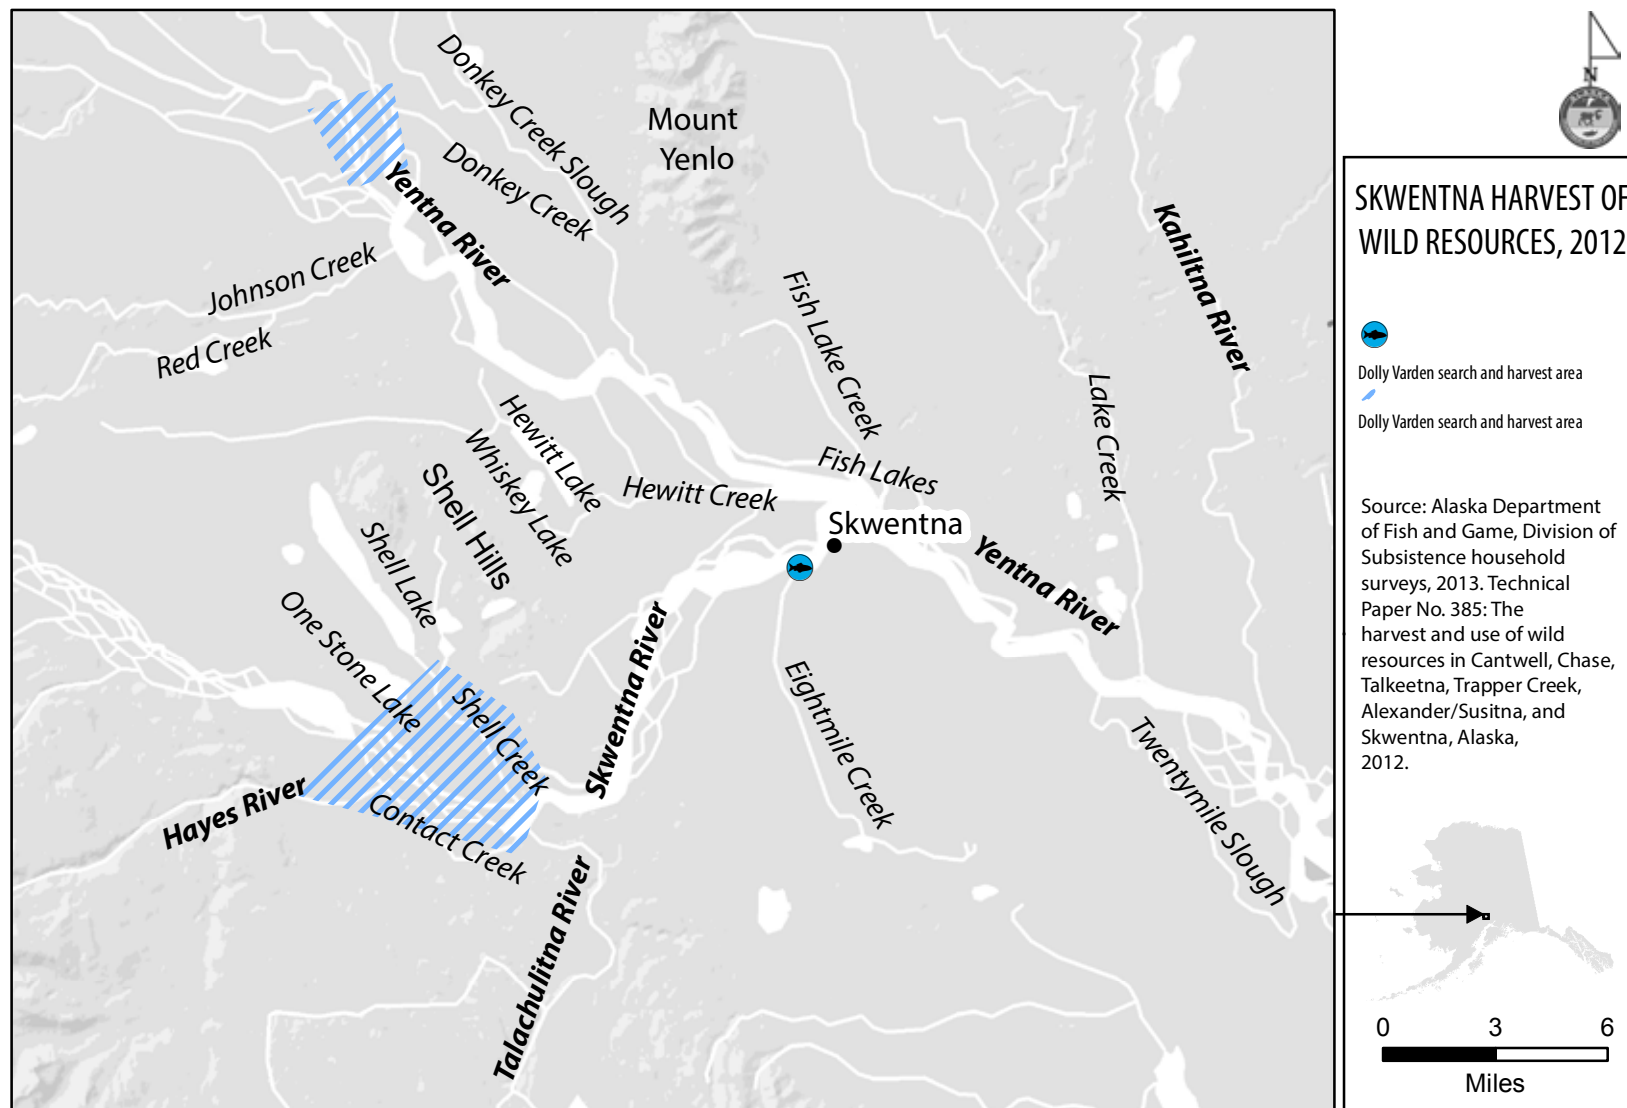 Donkey Creek Slough
Mount
Yenlo
Donkey Creek
Yentna River
Kahiltna River
Johnson Creek
Red Creek
Fish Lake Creek
Lake Creek
Hewitt Lake
Whiskey Lake
Shell Hills
Hewitt Creek
Fish Lakes
Skwentna
Shell Lake
One Stone Lake
Yentna River
Skwentna River
Shell Creek
Eightmile Creek
Twentymile Slough
Hayes River
Contact Creek
Talachulitna River
N
ALASKA
SKWENTNA HARVEST OF
WILD RESOURCES, 2012
Dolly Varden search and harvest area
Dolly Varden search and harvest area
Source: Alaska Department
of Fish and Game, Division of
Subsistence household
surveys, 2013. Technical
Paper No. 385: The
harvest and use of wild
resources in Cantwell, Chase,
Talkeetna, Trapper Creek,
Alexander/Susitna, and
Skwentna, Alaska,
2012.
0 3 6
Miles